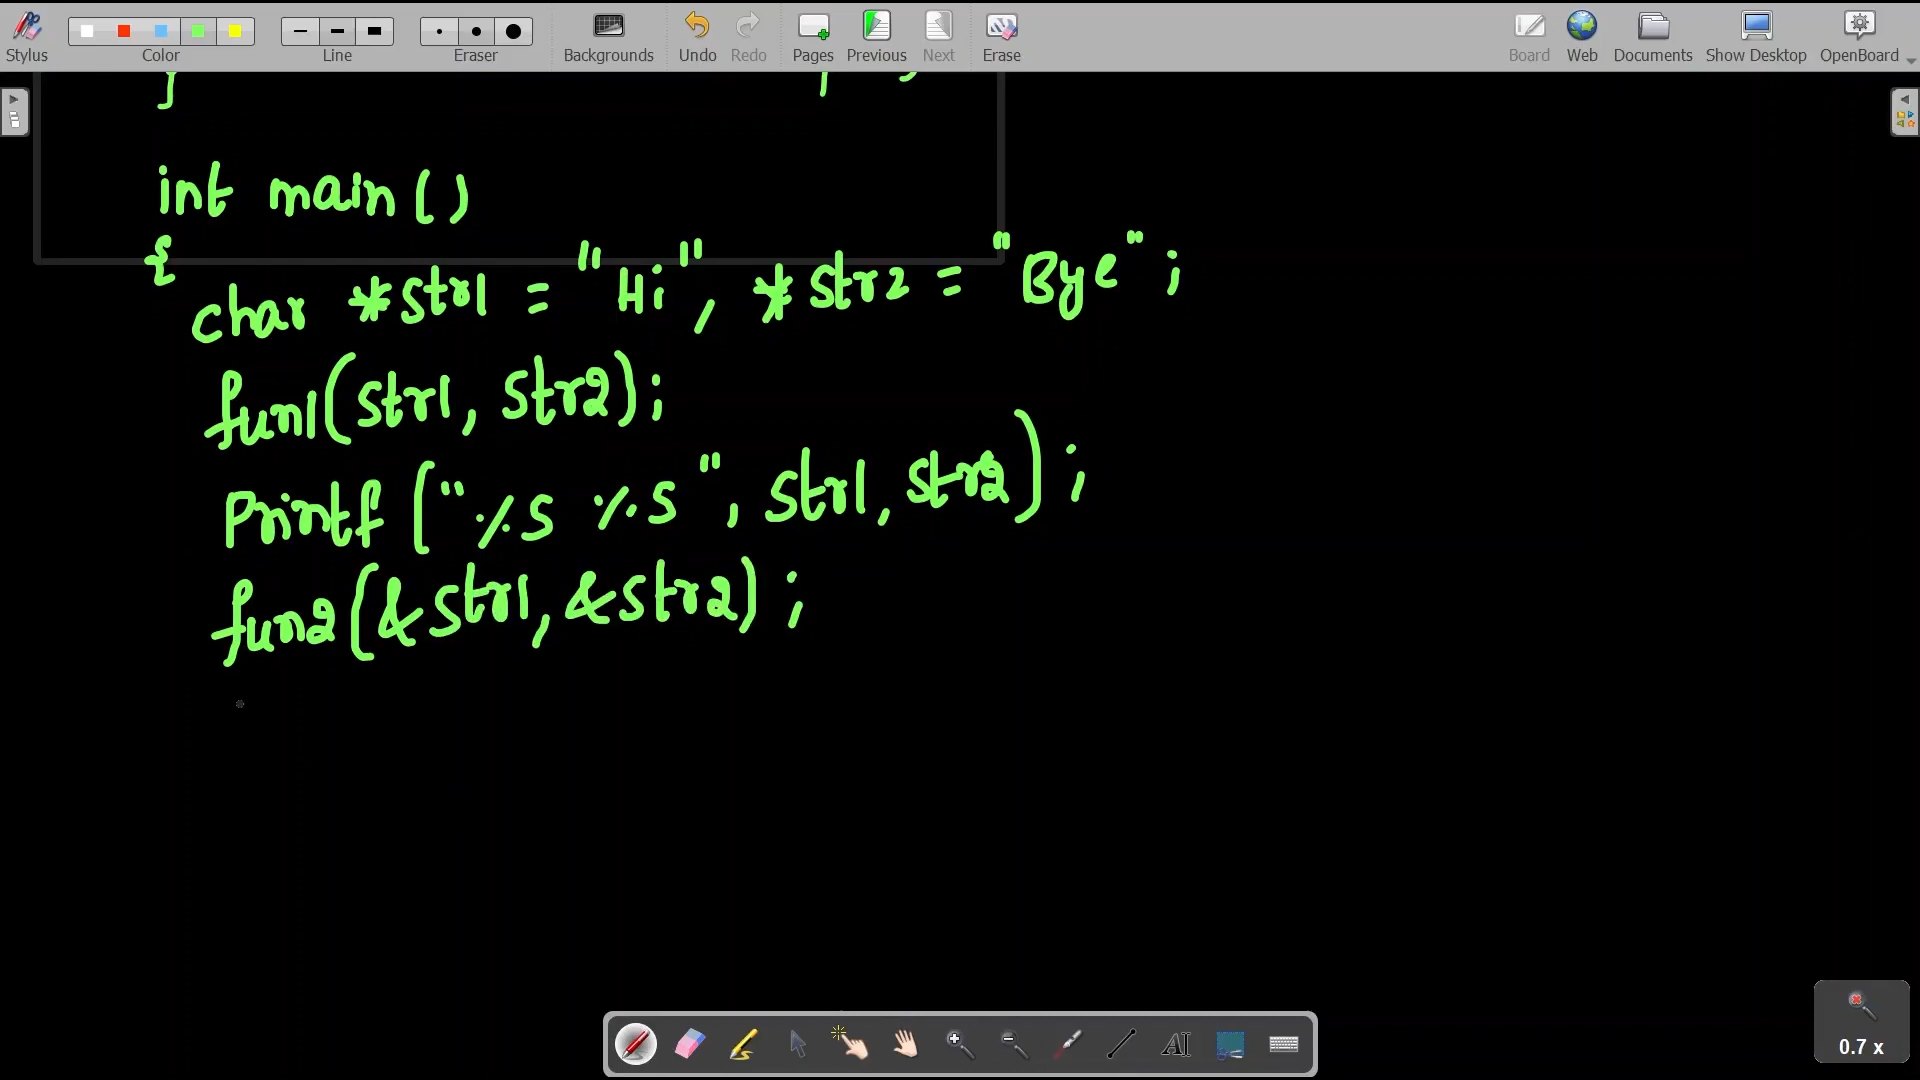 Stylus Color Line Eraser Backgrounds Undo Redo Pages Previous Next Erase Board Web Documents Show Desktop OpenBoard
}
int main()
{
char *str1 = "Hi", *str2 = "Bye";
fun1(str1, str2);
Printf("%s %s", str1, str2);
fun2(&str1, &str2);
0.7 x